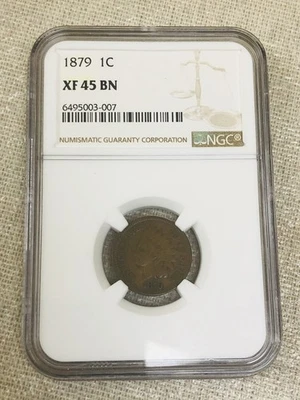 1879 1C
XF 45 BN
6495003-007
NUMISMATIC GUARANTY CORPORATION
NGC®